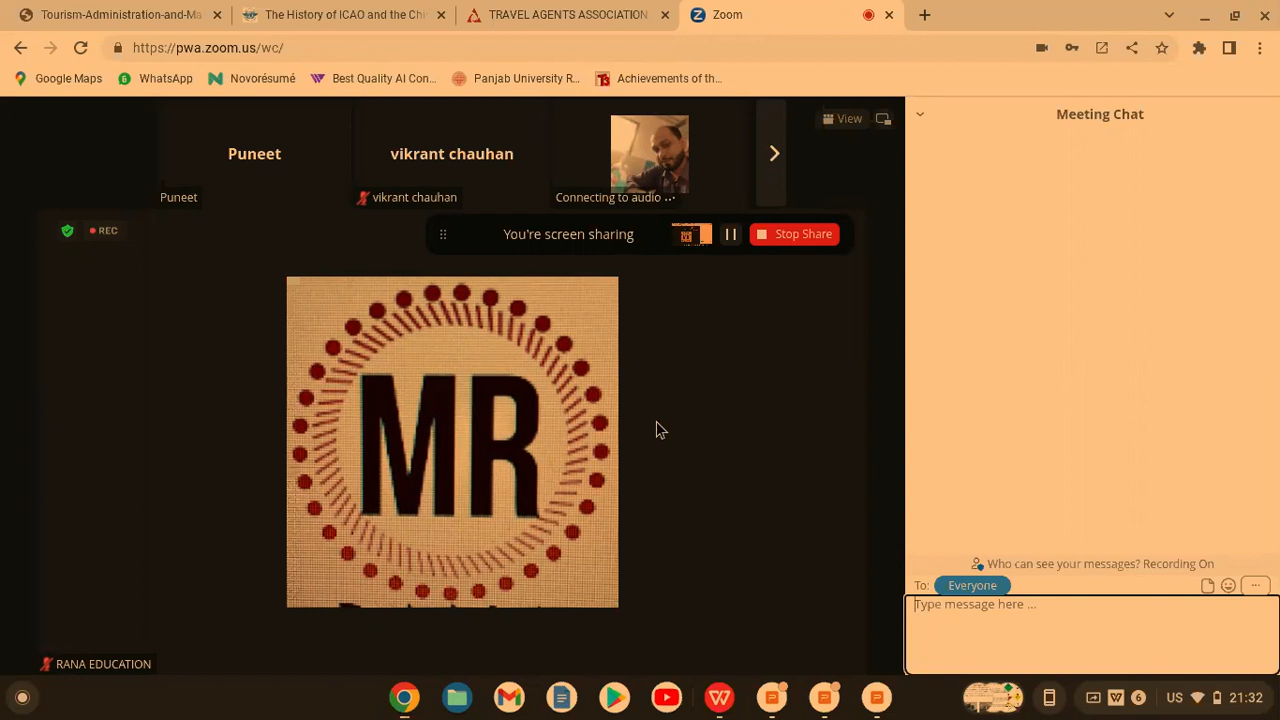 Tourism-Administration-and-Ma
The History of ICAO and the Chi
TRAVEL AGENTS ASSOCIATION
Zoom
https://pwa.zoom.us/wc/
Google Maps
WhatsApp
Novorésumé
Best Quality AI Con...
Panjab University R...
Achievements of th...
Puneet
vikrant chauhan
View
Meeting Chat
Puneet
vikrant chauhan
Connecting to audio ...
REC
You're screen sharing
Stop Share
MR
Who can see your messages? Recording On
To: Everyone
Type message here ...
RANA EDUCATION
6
US
21:32